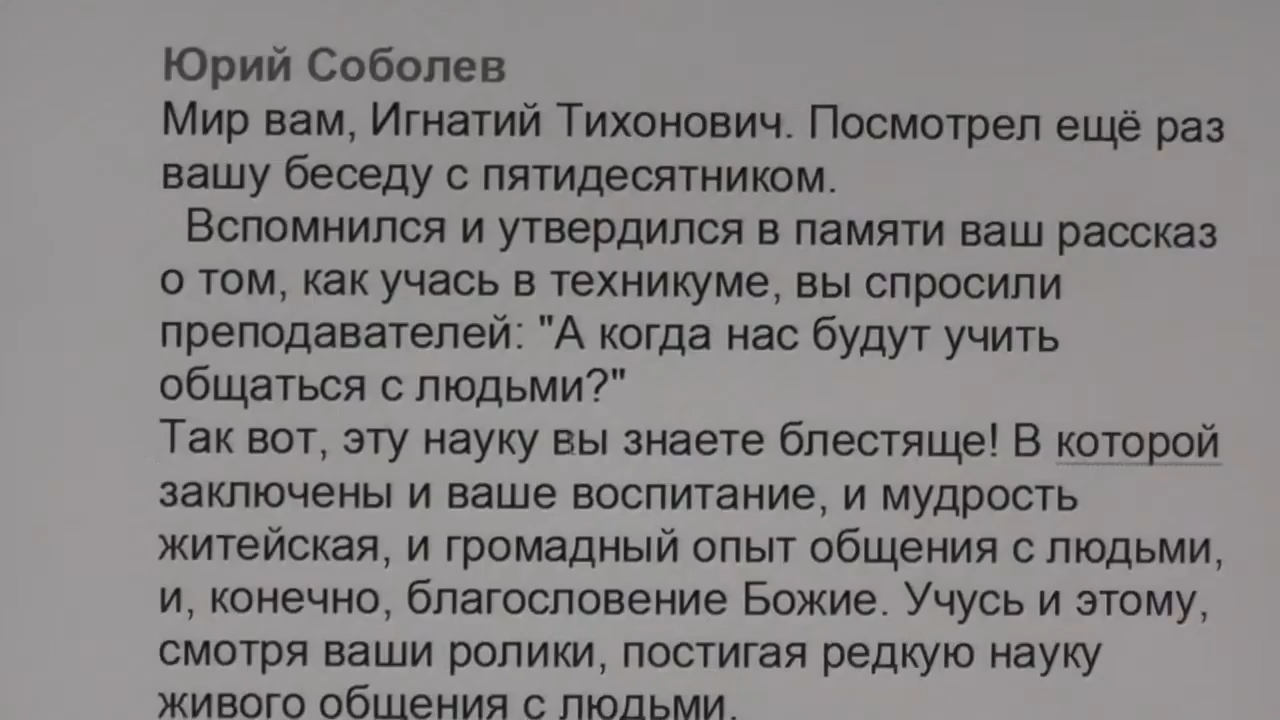 Юрий Соболев
Мир вам, Игнатий Тихонович. Посмотрел ещё раз
вашу беседу с пятидесятником.
Вспомнился и утвердился в памяти ваш рассказ
о том, как учась в техникуме, вы спросили
преподавателей: "А когда нас будут учить
общаться с людьми?"
Так вот, эту науку вы знаете блестяще! В которой
заключены и ваше воспитание, и мудрость
житейская, и громадный опыт общения с людьми,
и, конечно, благословение Божие. Учусь и этому,
смотря ваши ролики, постигая редкую науку
живого общения с людьми.